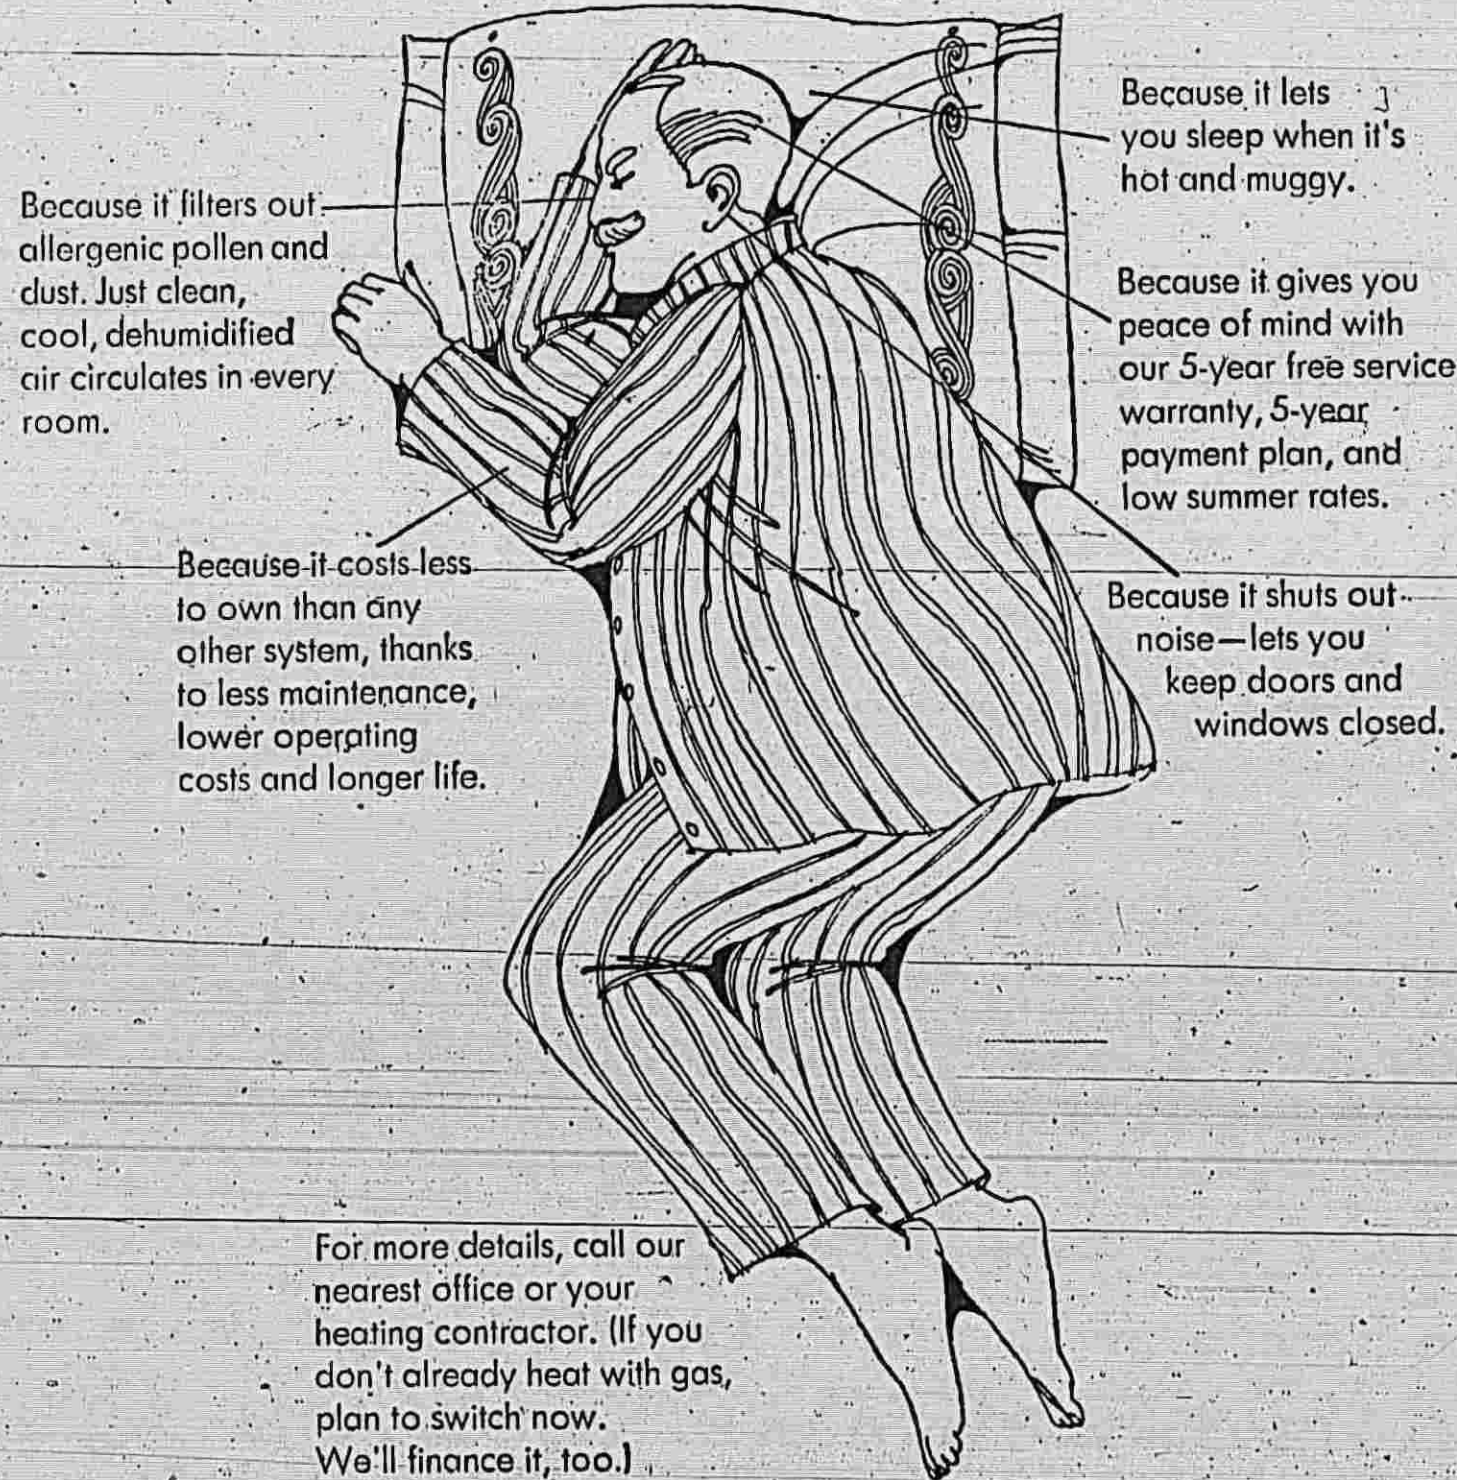 Because it lets
you sleep when it's
hot and muggy.
Because it filters out
allergenic pollen and
dust. Just clean,
cool, dehumidified
air circulates in every
room.
Because it gives you
peace of mind with
our 5-year free service
warranty, 5-year
payment plan, and
low summer rates.
Because it costs less
to own than any
other system, thanks
to less maintenance,
lower operating
costs and longer life.
Because it shuts out
noise—lets you
keep doors and
windows closed.
For more details, call our
nearest office or your
heating contractor. (If you
don't already heat with gas,
plan to switch now.
We'll finance it, too.)